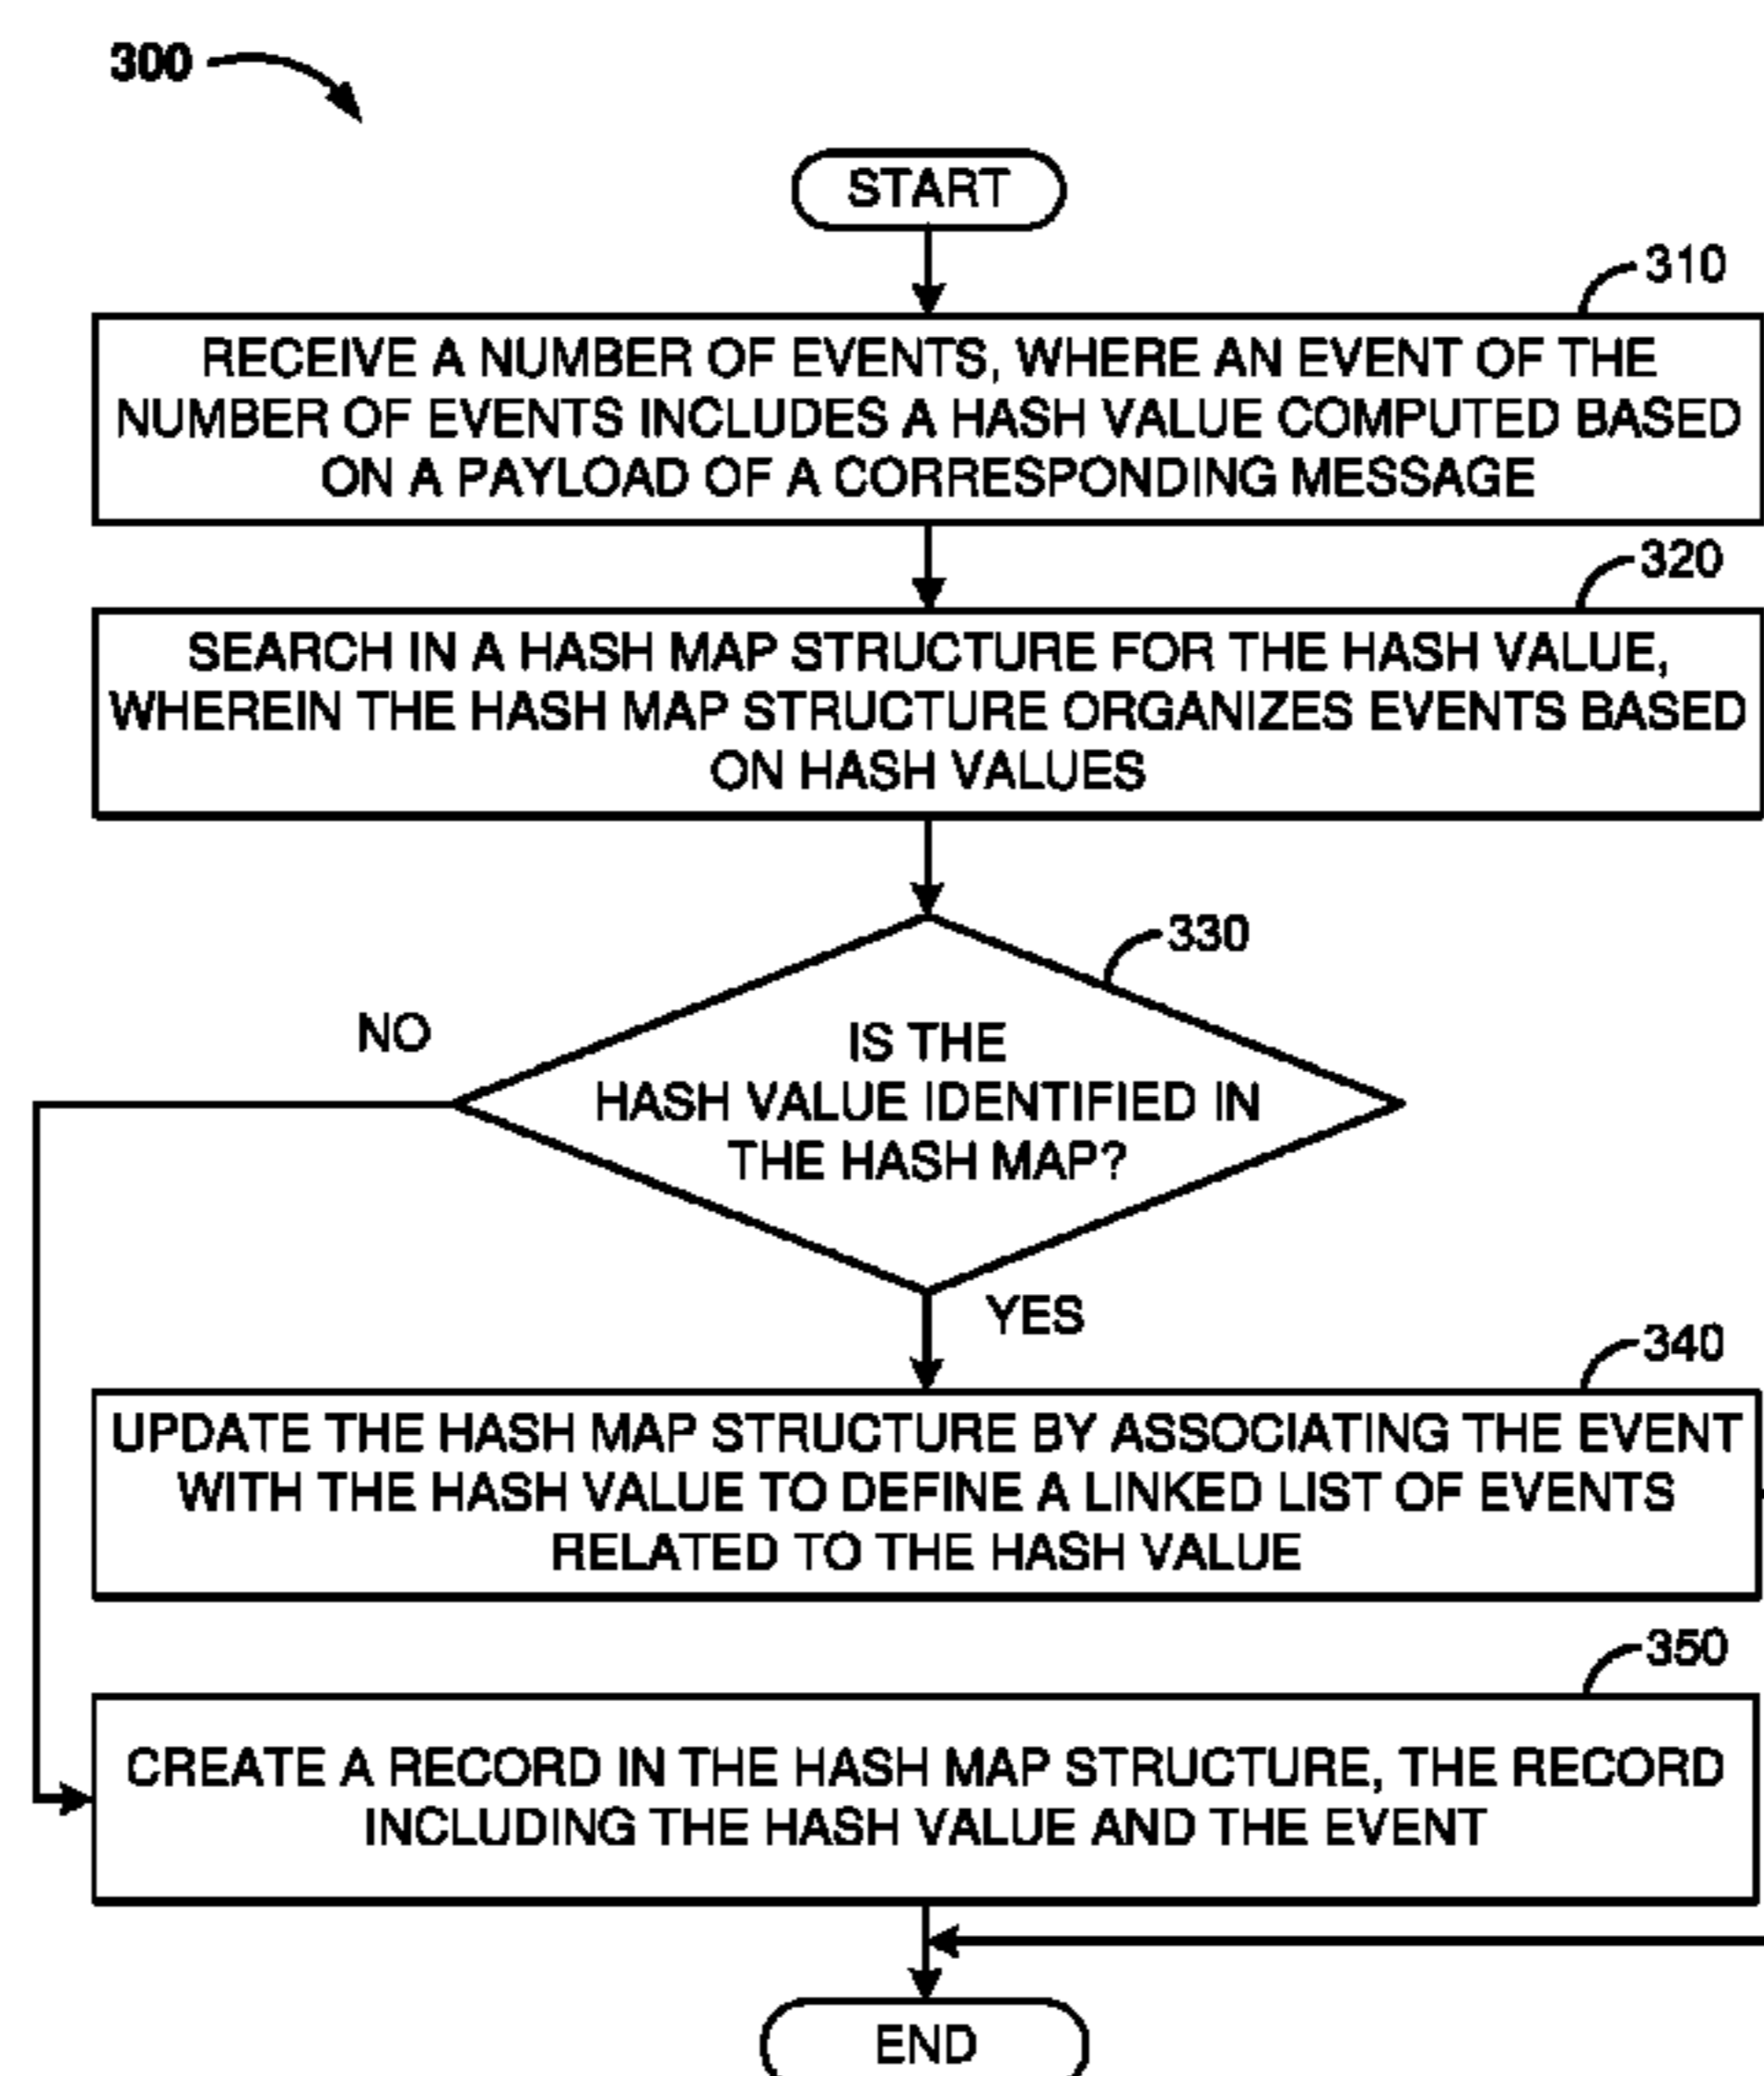 300
START
310
RECEIVE A NUMBER OF EVENTS, WHERE AN EVENT OF THE
NUMBER OF EVENTS INCLUDES A HASH VALUE COMPUTED BASED
ON A PAYLOAD OF A CORRESPONDING MESSAGE
320
SEARCH IN A HASH MAP STRUCTURE FOR THE HASH VALUE,
WHEREIN THE HASH MAP STRUCTURE ORGANIZES EVENTS BASED
ON HASH VALUES
330
NO
IS THE
HASH VALUE IDENTIFIED IN
THE HASH MAP?
YES
340
UPDATE THE HASH MAP STRUCTURE BY ASSOCIATING THE EVENT
WITH THE HASH VALUE TO DEFINE A LINKED LIST OF EVENTS
RELATED TO THE HASH VALUE
350
CREATE A RECORD IN THE HASH MAP STRUCTURE, THE RECORD
INCLUDING THE HASH VALUE AND THE EVENT
END